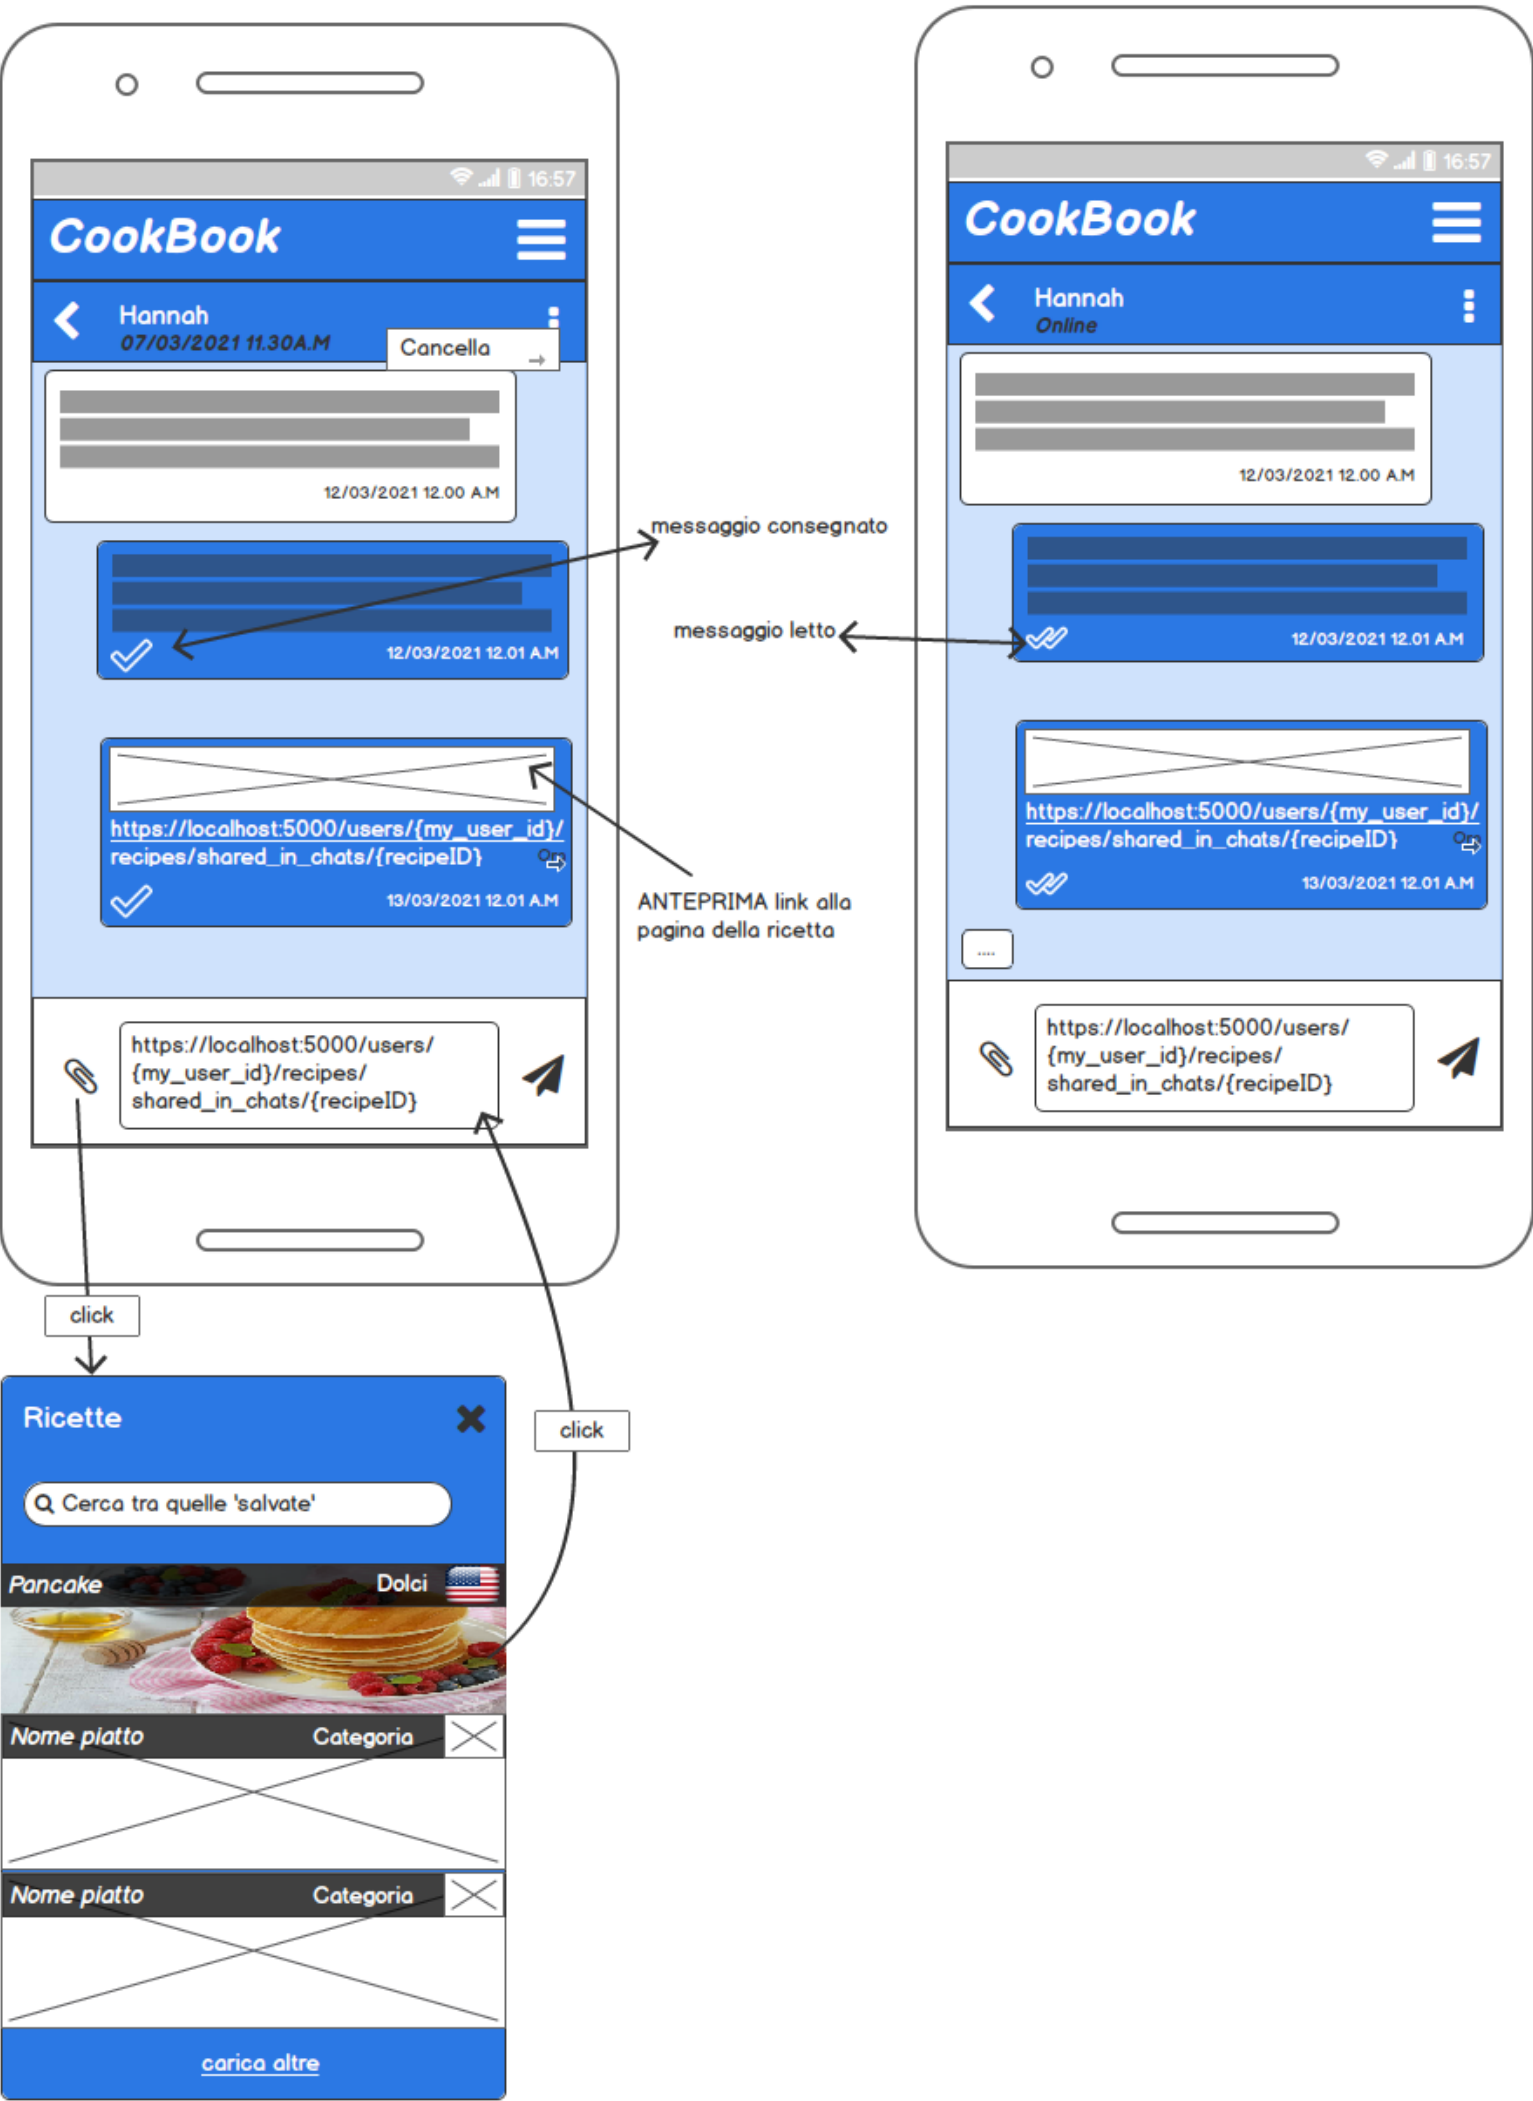 16:57
CookBook
Hannah
07/03/2021 11.30A.M
Cancella
12/03/2021 12.00 A.M
12/03/2021 12.01 A.M
https://localhost:5000/users/{my_user_id}/
recipes/shared_in_chats/{recipeID}
13/03/2021 12.01 A.M
https://localhost:5000/users/
{my_user_id}/recipes/
shared_in_chats/{recipeID}
messaggio consegnato
messaggio letto
ANTEPRIMA link alla
pagina della ricetta
16:57
CookBook
Hannah
Online
12/03/2021 12.00 A.M
12/03/2021 12.01 A.M
https://localhost:5000/users/{my_user_id}/
recipes/shared_in_chats/{recipeID}
13/03/2021 12.01 A.M
....
https://localhost:5000/users/
{my_user_id}/recipes/
shared_in_chats/{recipeID}
click
click
Ricette
Cerca tra quelle 'salvate'
Pancake Dolci
Nome piatto Categoria
Nome piatto Categoria
carica altre